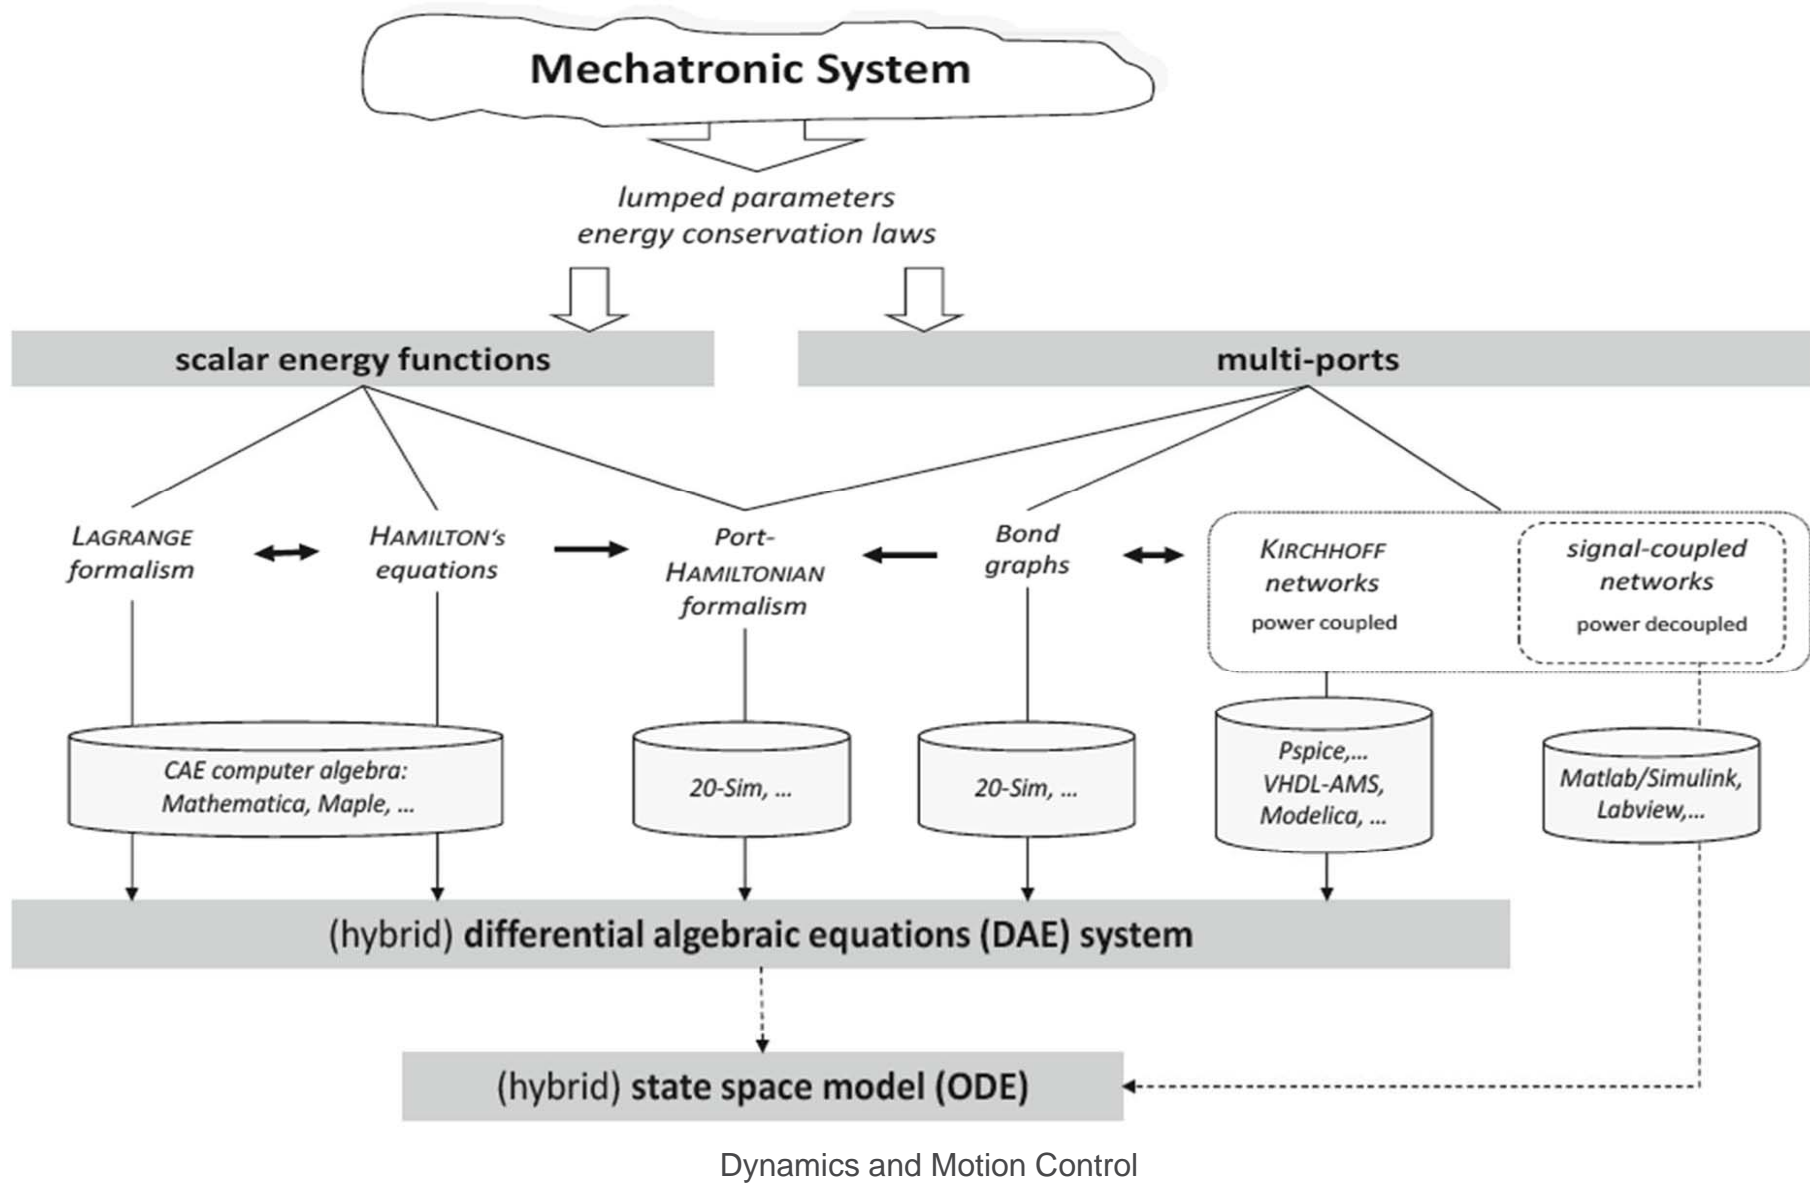 Mechatronic System
lumped parameters
energy conservation laws
scalar energy functions
multi-ports
LAGRANGE
formalism
HAMILTON‘s
equations
Port-
HAMILTONIAN
formalism
Bond
graphs
KIRCHHOFF
networks
power coupled
signal-coupled
networks
power decoupled
CAE computer algebra:
Mathematica, Maple, ...
20-Sim, ...
20-Sim, ...
Pspice,...
VHDL-AMS,
Modelica, ...
Matlab/Simulink,
Labview,...
(hybrid) differential algebraic equations (DAE) system
(hybrid) state space model (ODE)
Dynamics and Motion Control